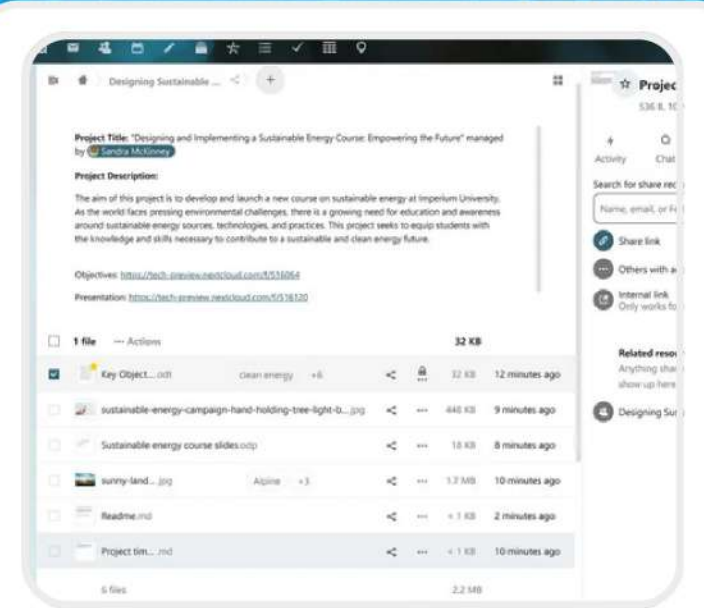 Designing Sustainable ...
Project Title: "Designing and Implementing a Sustainable Energy Course: Empowering the Future" managed
by Sandra McKinney
Project Description:
The aim of this project is to develop and launch a new course on sustainable energy at Imperium University.
As the world faces pressing environmental challenges, there is a growing need for education and awareness
around sustainable energy sources, technologies, and practices. This project seeks to equip students with
the knowledge and skills necessary to contribute to a sustainable and clean energy future.
Objectives: https://tech-preview.nextcloud.com/f/516064
Presentation: https://tech-preview.nextcloud.com/f/516120
1 file ... Actions 32 KB
Key Object... .odt clean energy +6 32 KB 12 minutes ago
sustainable-energy-campaign-hand-holding-tree-light-b... .jpg 448 KB 9 minutes ago
Sustainable energy course slides.odp 18 KB 8 minutes ago
sunny-land... .jpg Alpine +3 1.7 MB 10 minutes ago
Readme.md < 1 KB 2 minutes ago
Project tim... .md < 1 KB 10 minutes ago
6 files 2.2 MB
Projec
536 B, 10
Activity Chat
Search for share rec
Name, email, or Fe
Share link
Others with a
Internal link
Only works fo
Related resou
Anything shar
show up here
Designing Sus